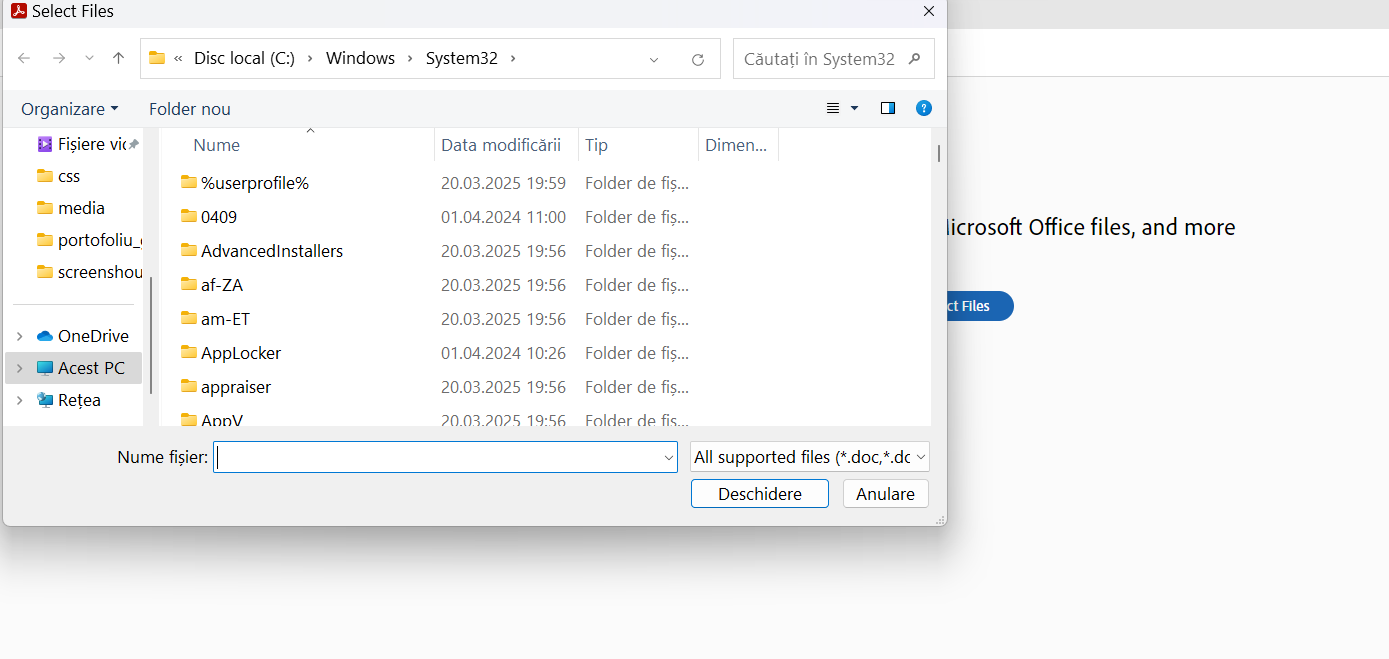 Select Files
« Disc local (C:) › Windows › System32 ›
Căutați în System32
Organizare
Folder nou
Nume
Data modificării
Tip
Dimen...
Fișiere vid
css
media
portofoliu_
screenshou
OneDrive
Acest PC
Rețea
%userprofile% 20.03.2025 19:59 Folder de fiș...
0409 01.04.2024 11:00 Folder de fiș...
AdvancedInstallers 20.03.2025 19:56 Folder de fiș...
af-ZA 20.03.2025 19:56 Folder de fiș...
am-ET 20.03.2025 19:56 Folder de fiș...
AppLocker 01.04.2024 10:26 Folder de fiș...
appraiser 20.03.2025 19:56 Folder de fiș...
AppV 20.03.2025 19:56 Folder de fiș...
Nume fișier:
All supported files (*.doc,*.dc
Deschidere
Anulare
icrosoft Office files, and more
ct Files